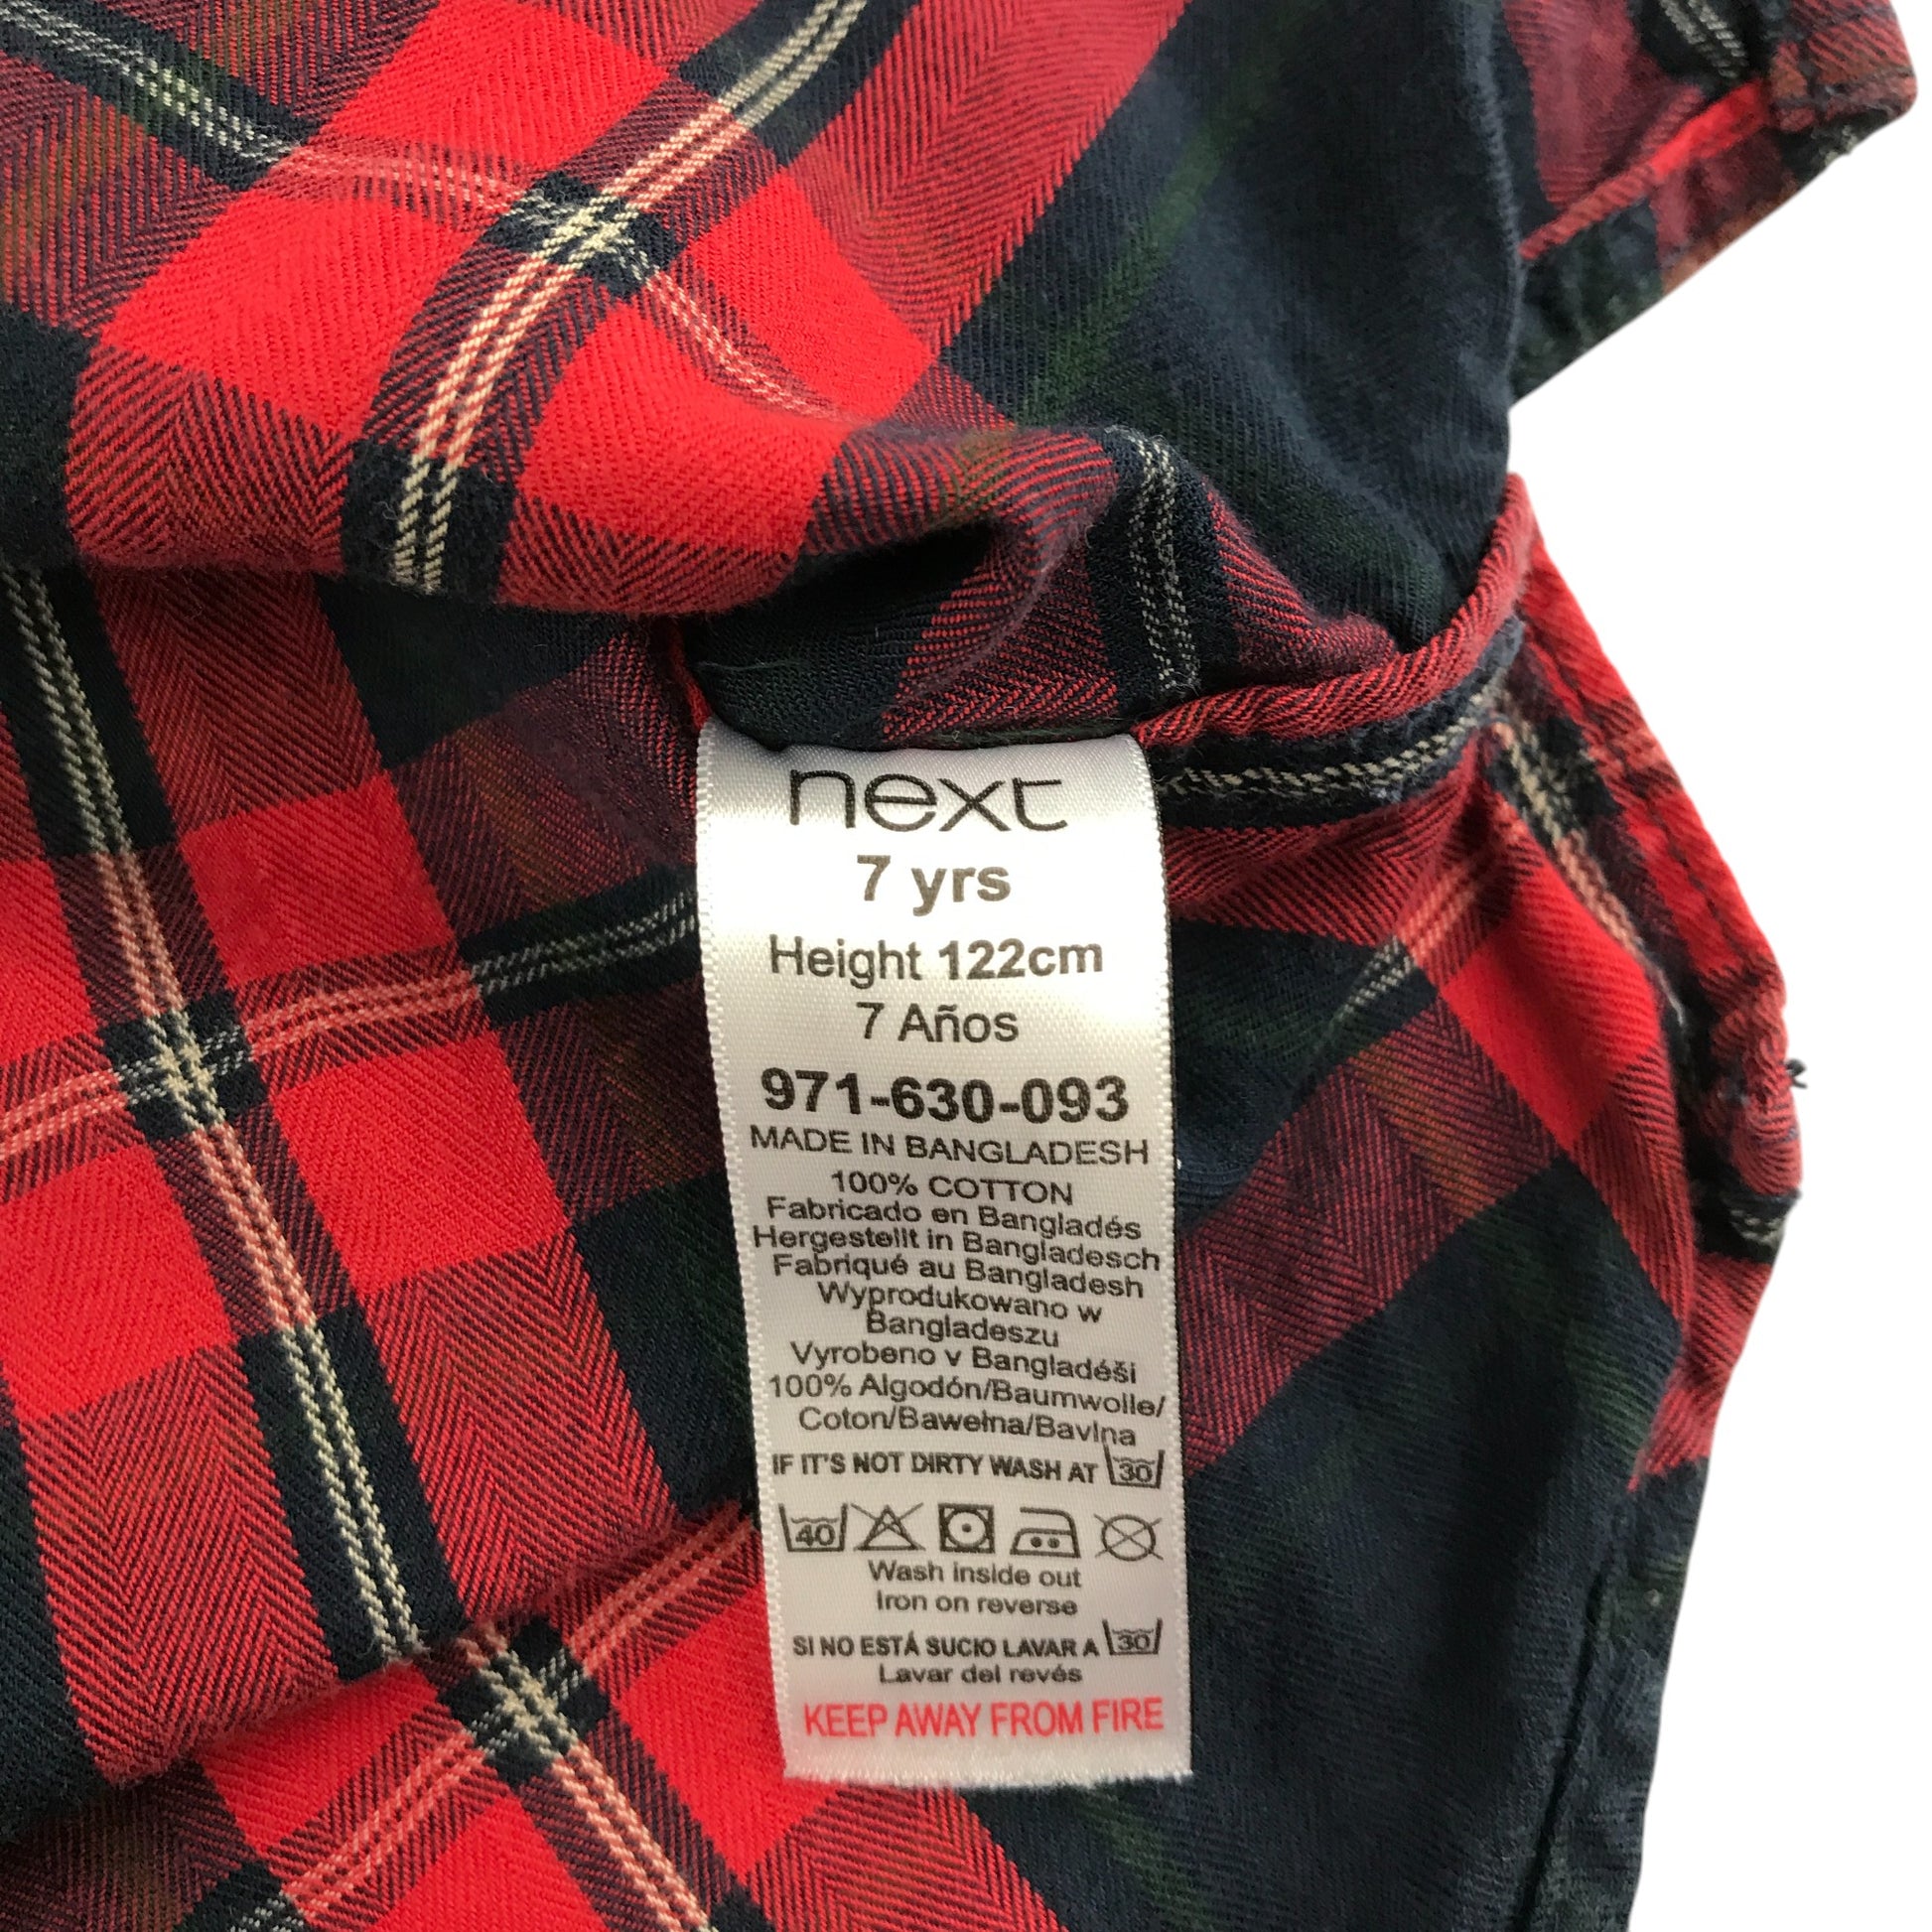 next
7 yrs
Height 122cm
7 Años
971-630-093
MADE IN BANGLADESH
100% COTTON
Fabricado en Bangladés
Hergestellt in Bangladesch
Fabriqué au Bangladesh
Wyprodukowano w
Bangladeszu
Vyrobeno v Bangladéši
100% Algodón/Baumwolle/
Coton/Bawełna/Bavlna
IF IT'S NOT DIRTY WASH AT 30
40
Wash inside out
Iron on reverse
SI NO ESTÁ SUCIO LAVAR A 30
Lavar del revés
KEEP AWAY FROM FIRE